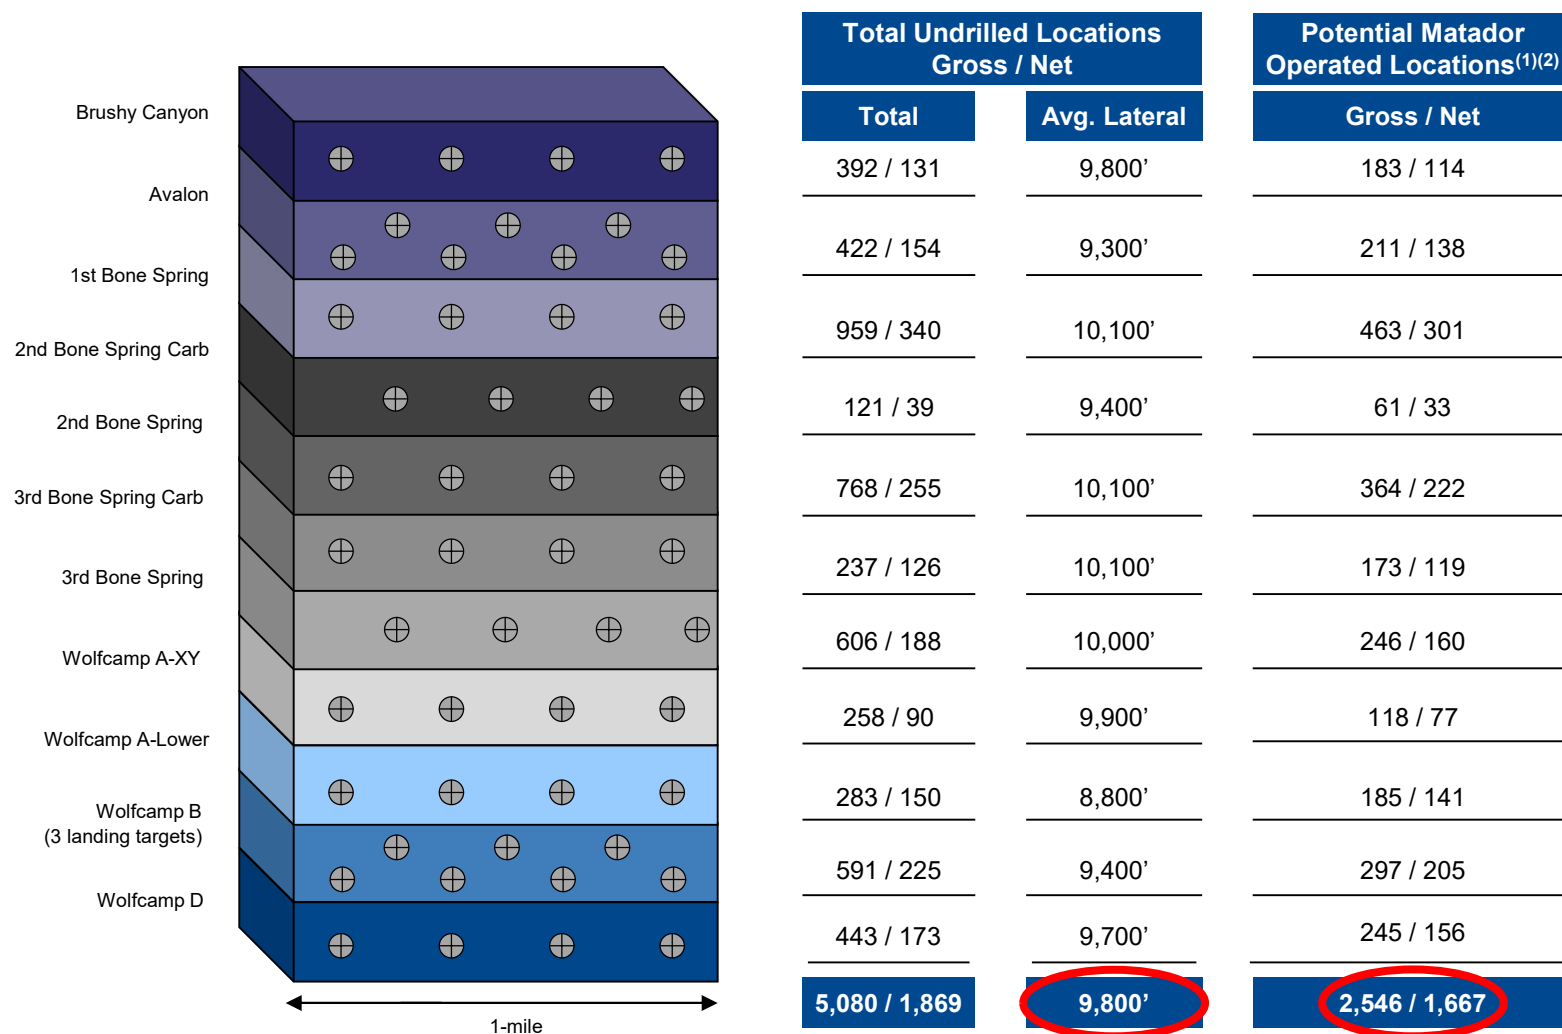 Total Undrilled Locations
Gross / Net
Potential Matador
Operated Locations(1)(2)
Total
Avg. Lateral
Gross / Net
Brushy Canyon
392 / 131
9,800’
183 / 114
Avalon
422 / 154
9,300’
211 / 138
1st Bone Spring
959 / 340
10,100’
463 / 301
2nd Bone Spring Carb
121 / 39
9,400’
61 / 33
2nd Bone Spring
768 / 255
10,100’
364 / 222
3rd Bone Spring Carb
237 / 126
10,100’
173 / 119
3rd Bone Spring
606 / 188
10,000’
246 / 160
Wolfcamp A-XY
258 / 90
9,900’
118 / 77
Wolfcamp A-Lower
283 / 150
8,800’
185 / 141
Wolfcamp B
(3 landing targets)
591 / 225
9,400’
297 / 205
Wolfcamp D
443 / 173
9,700’
245 / 156
5,080 / 1,869
9,800’
2,546 / 1,667
1-mile